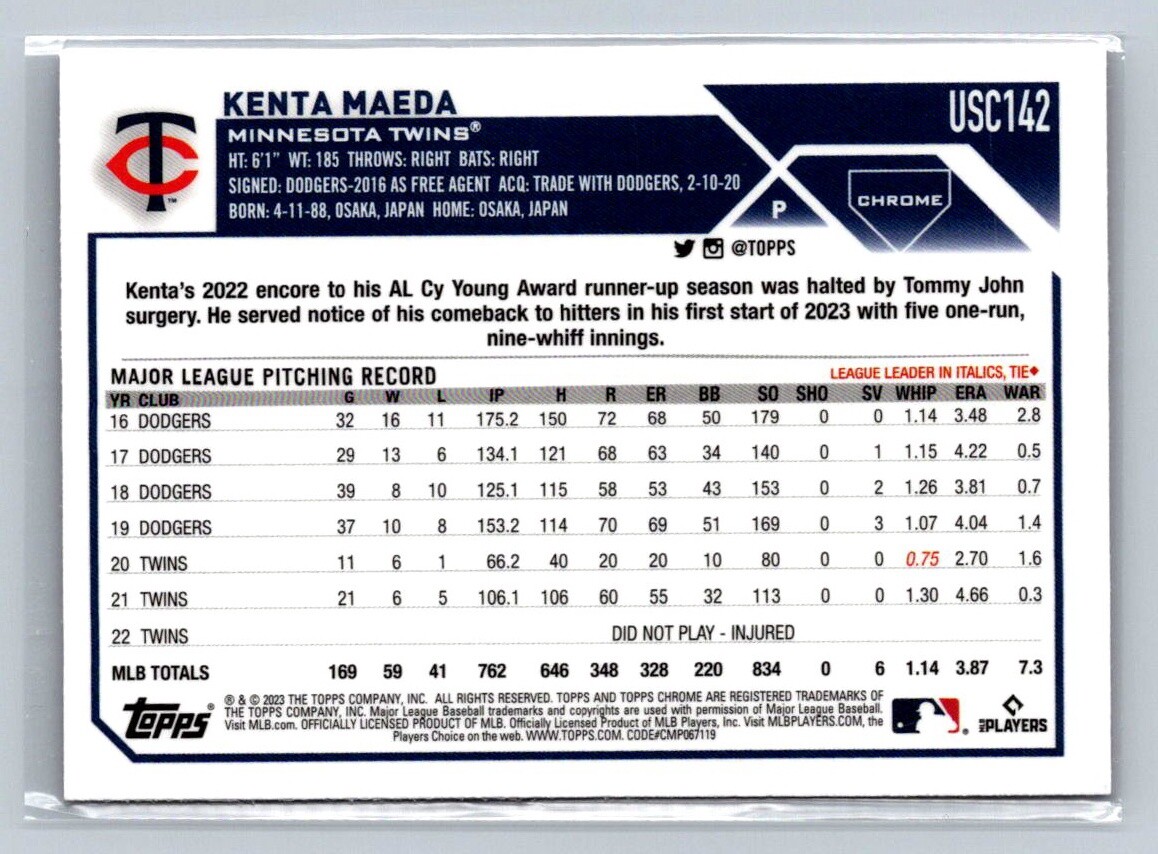 KENTA MAEDA
USC142
MINNESOTA TWINS®
HT: 6'1" WT: 185 THROWS: RIGHT BATS: RIGHT
SIGNED: DODGERS-2016 AS FREE AGENT ACQ: TRADE WITH DODGERS, 2-10-20
BORN: 4-11-88, OSAKA, JAPAN HOME: OSAKA, JAPAN
P
CHROME
TC™
@TOPPS
Kenta's 2022 encore to his AL Cy Young Award runner-up season was halted by Tommy John
surgery. He served notice of his comeback to hitters in his first start of 2023 with five one-run,
nine-whiff innings.
MAJOR LEAGUE PITCHING RECORD
LEAGUE LEADER IN ITALICS, TIE◆
YR CLUB G W L IP H R ER BB SO SHO SV WHIP ERA WAR
16 DODGERS 32 16 11 175.2 150 72 68 50 179 0 0 1.14 3.48 2.8
17 DODGERS 29 13 6 134.1 121 68 63 34 140 0 1 1.15 4.22 0.5
18 DODGERS 39 8 10 125.1 115 58 53 43 153 0 2 1.26 3.81 0.7
19 DODGERS 37 10 8 153.2 114 70 69 51 169 0 3 1.07 4.04 1.4
20 TWINS 11 6 1 66.2 40 20 20 10 80 0 0 0.75 2.70 1.6
21 TWINS 21 6 5 106.1 106 60 55 32 113 0 0 1.30 4.66 0.3
22 TWINS DID NOT PLAY - INJURED
MLB TOTALS 169 59 41 762 646 348 328 220 834 0 6 1.14 3.87 7.3
Topps®
® & © 2023 THE TOPPS COMPANY, INC. ALL RIGHTS RESERVED. TOPPS AND TOPPS CHROME ARE REGISTERED TRADEMARKS OF
THE TOPPS COMPANY, INC. Major League Baseball trademarks and copyrights are used with permission of Major League Baseball.
Visit MLB.com. OFFICIALLY LICENSED PRODUCT OF MLB. Officially Licensed Product of MLB Players, Inc. Visit MLBPLAYERS.COM, the
Players Choice on the web. WWW.TOPPS.COM. CODE#CMP067119
MLB PLAYERS